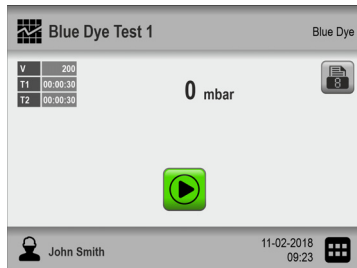 Blue Dye Test 1
Blue Dye
V 200
T1 00:00:30
T2 00:00:30
0 mbar
8
John Smith
11-02-2018
09:23